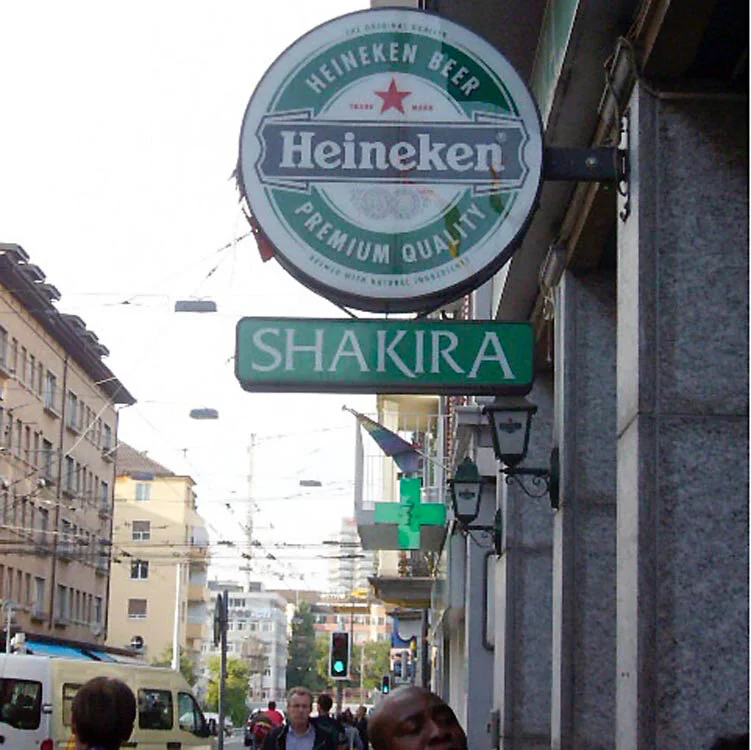 THE ORIGINAL QUALITY
HEINEKEN BEER
TRADE MARK
Heineken®
PREMIUM QUALITY
BREWED WITH NATURAL INGREDIENTS
SHAKIRA